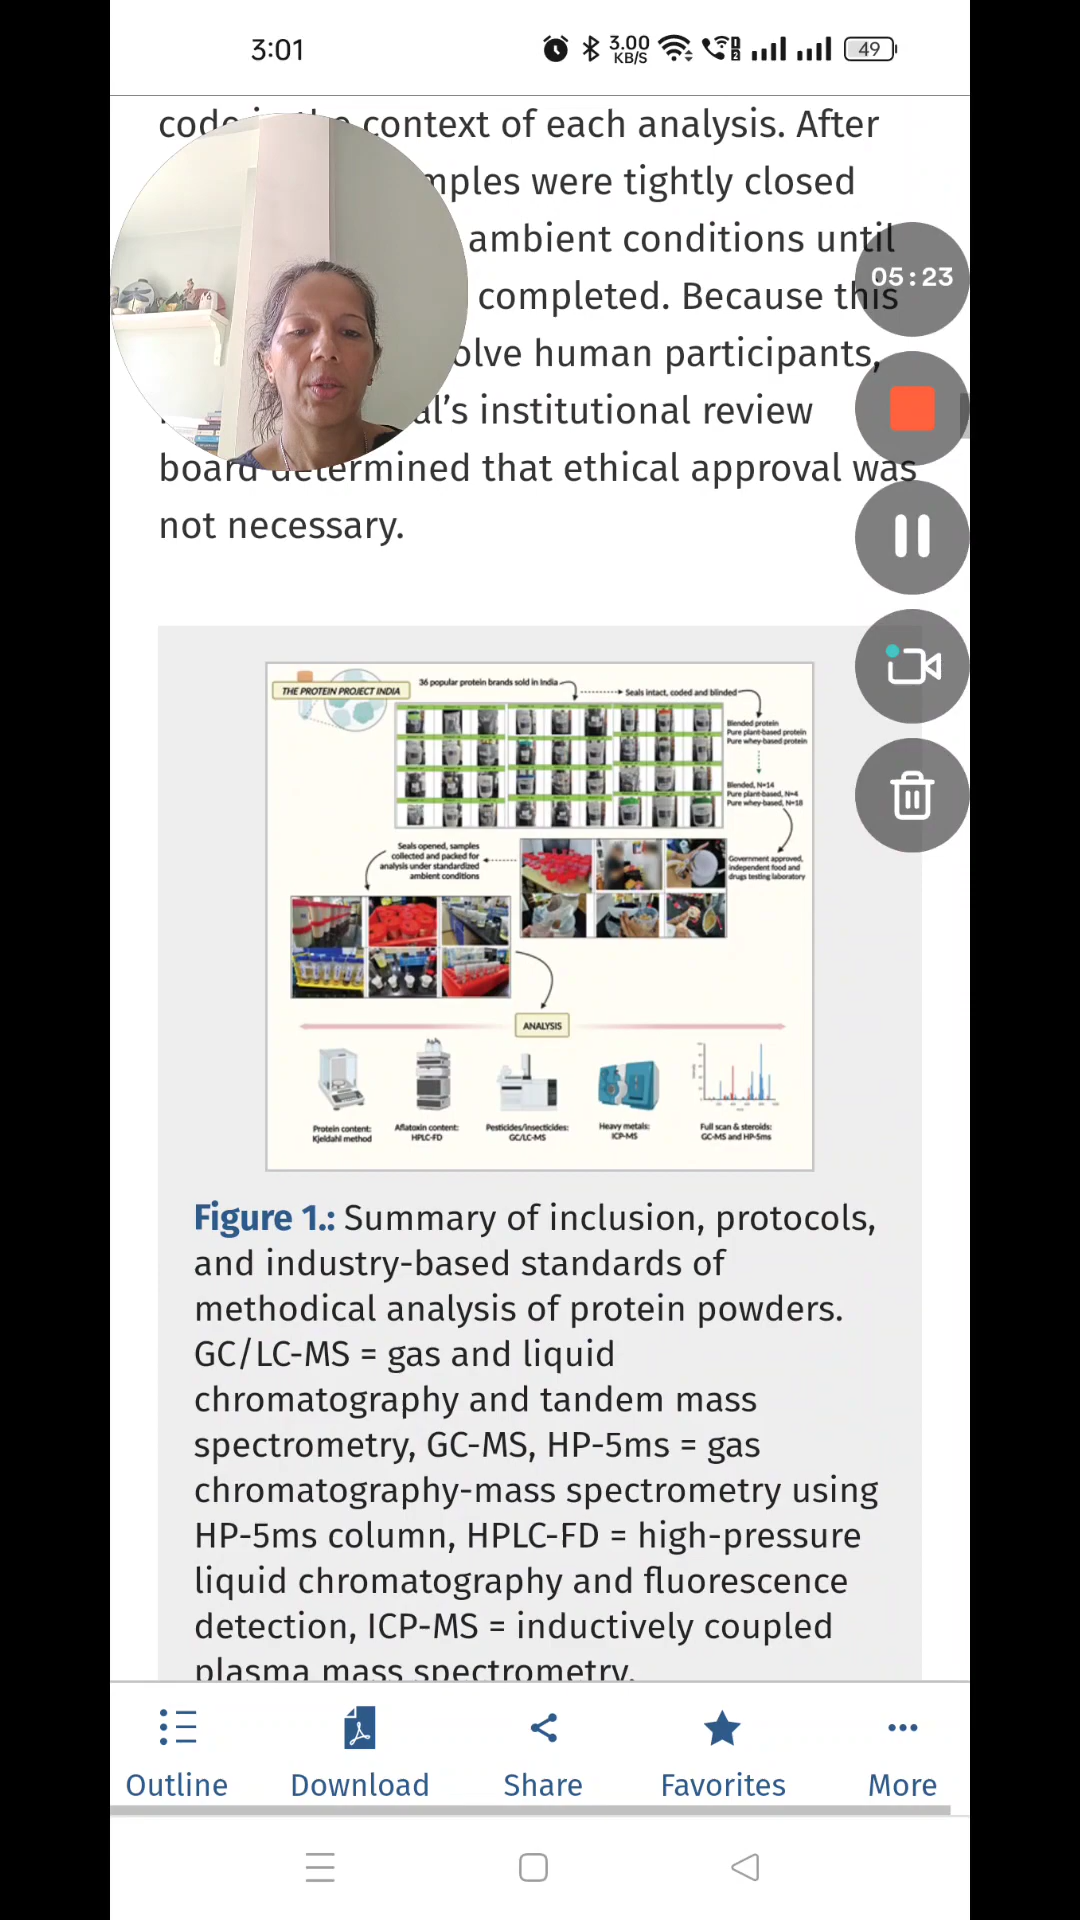 3:01
3.00
KB/S
2
49
context of each analysis. After
were tightly closed
ambient conditions until
05:23
completed. Because this
human participants,
institutional review
board determined that ethical approval was
not necessary.
THE PROTEIN PROJECT INDIA
36 popular protein brands sold in India
Seals intact, coded and blinded
Blended protein
Pure plant-based protein
Pure whey-based protein
Blended, N=14
Pure plant-based, N=4
Pure whey-based, N=18
Seals opened, samples
collected and packed for
analysis under standardized
ambient conditions
Government approved,
independent food and
drugs testing laboratory
ANALYSIS
Protein content:
Kjeldahl method
Aflatoxin content:
HPLC-FD
Pesticides/insecticides:
GC/LC-MS
Heavy metals:
ICP-MS
Full scan & steroids:
GC-MS and HP-5ms
Figure 1.: Summary of inclusion, protocols,
and industry-based standards of
methodical analysis of protein powders.
GC/LC-MS = gas and liquid
chromatography and tandem mass
spectrometry, GC-MS, HP-5ms = gas
chromatography-mass spectrometry using
HP-5ms column, HPLC-FD = high-pressure
liquid chromatography and fluorescence
detection, ICP-MS = inductively coupled
plasma mass spectrometry.
Outline
Download
Share
Favorites
More